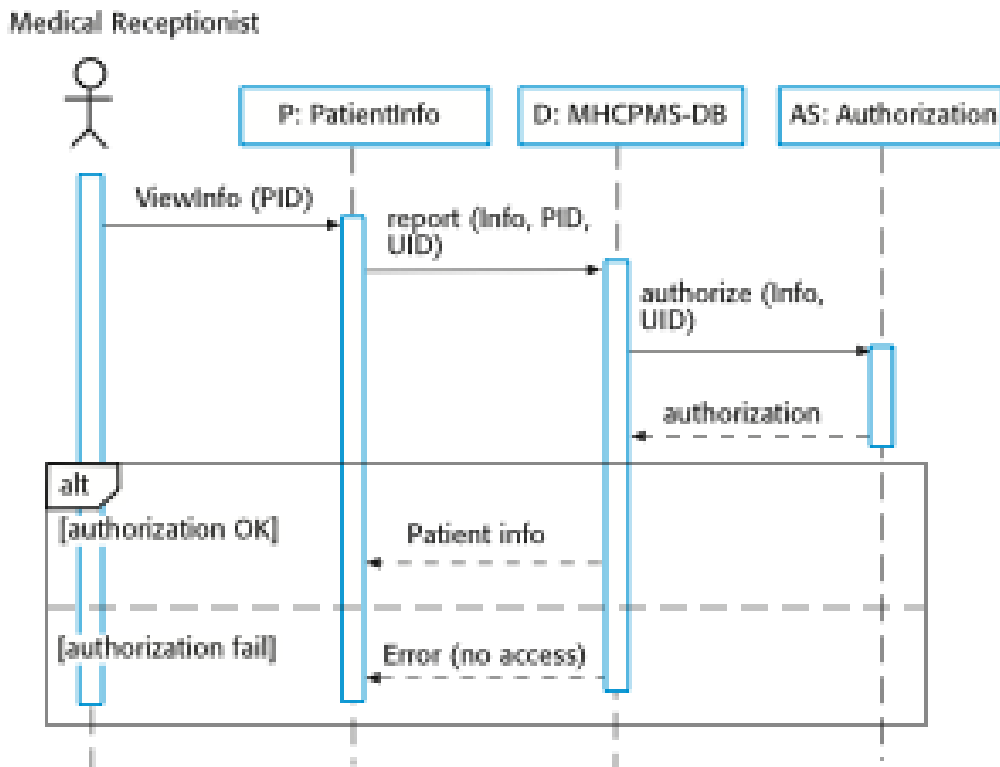 Medical Receptionist
P: PatientInfo
D: MHCPMS-DB
AS: Authorization
ViewInfo (PID)
report (Info, PID,
UID)
authorize (Info,
UID)
authorization
alt
[authorization OK]
Patient info
[authorization fail]
Error (no access)